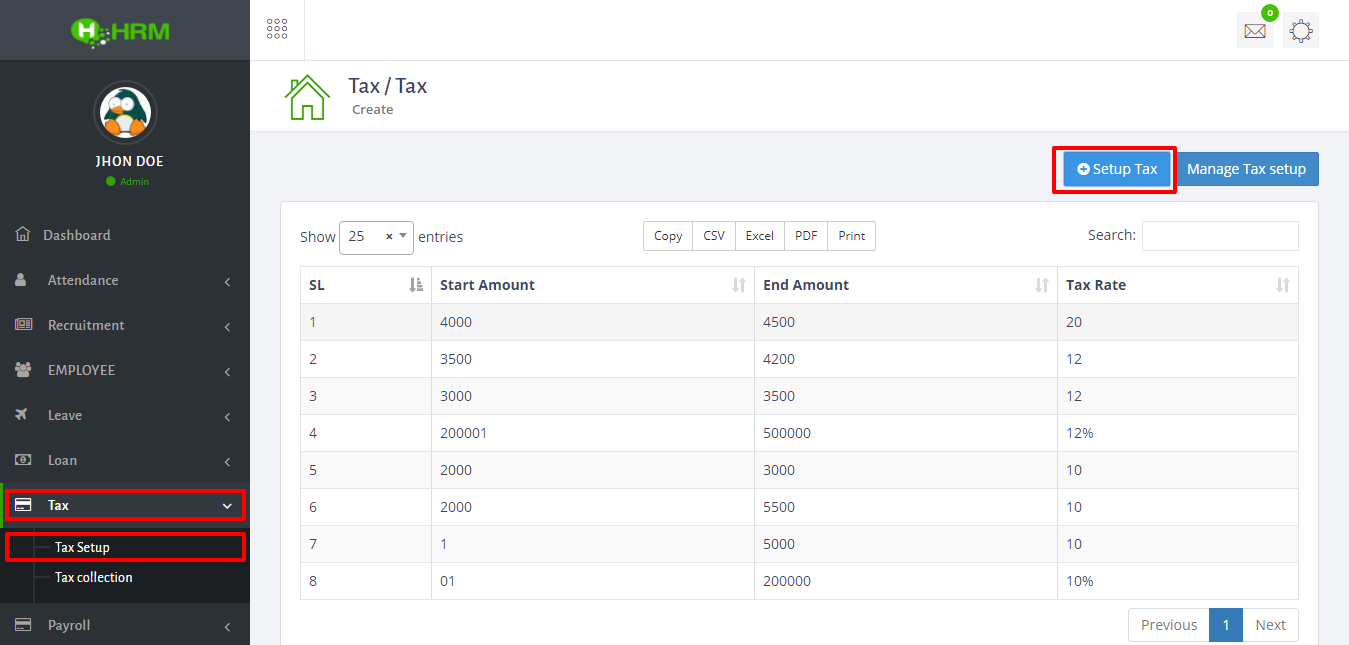 H HRM
0
JHON DOE
Admin
Dashboard
Attendance
Recruitment
EMPLOYEE
Leave
Loan
Tax
Tax Setup
Tax collection
Payroll
Tax / Tax
Create
Setup Tax Manage Tax setup
Show 25 × entries Copy CSV Excel PDF Print Search:
SL Start Amount End Amount Tax Rate
1 4000 4500 20
2 3500 4200 12
3 3000 3500 12
4 200001 500000 12%
5 2000 3000 10
6 2000 5500 10
7 1 5000 10
8 01 200000 10%
Previous 1 Next